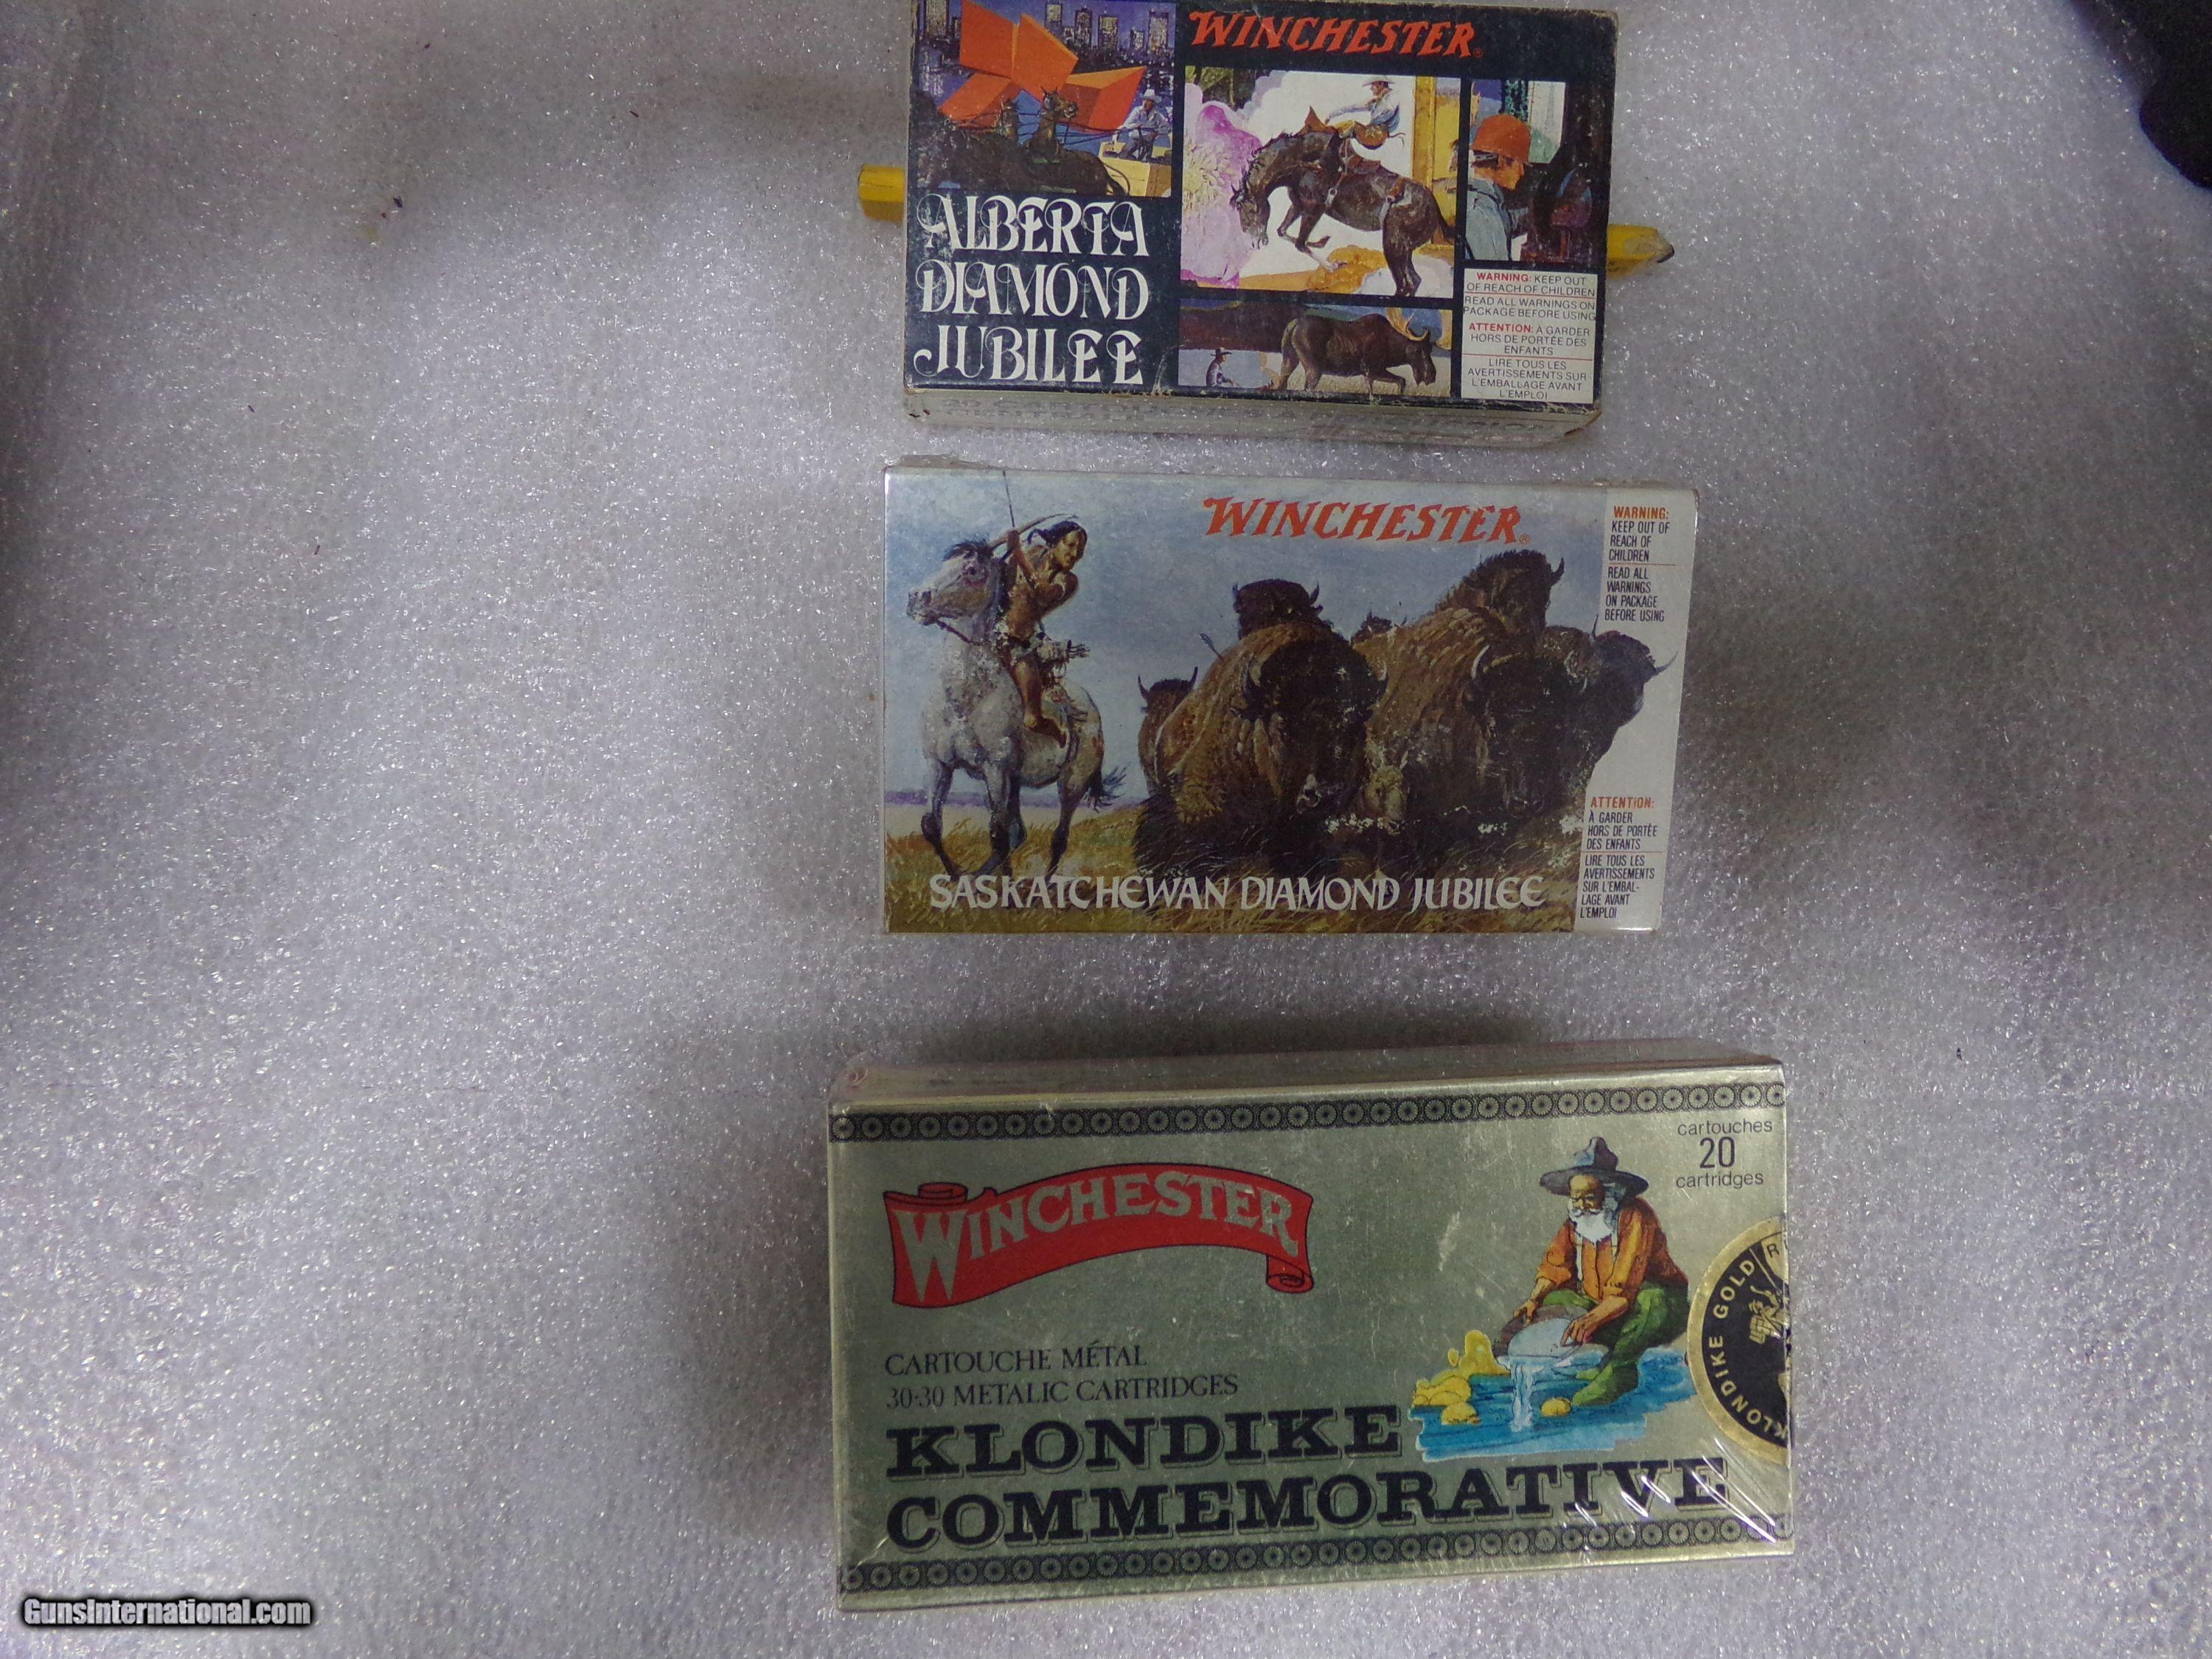 WINCHESTER®
ALBERTA
DIAMOND
JUBILEE
WARNING: KEEP OUT
OF REACH OF CHILDREN
READ ALL WARNINGS ON
PACKAGE BEFORE USING
ATTENTION: À GARDER
HORS DE PORTÉE DES
ENFANTS
LIRE TOUS LES
AVERTISSEMENTS SUR
L'EMBALLAGE AVANT
L'EMPLOI
WINCHESTER®
WARNING:
KEEP OUT OF
REACH OF
CHILDREN
READ ALL
WARNINGS
ON PACKAGE
BEFORE USING
ATTENTION:
À GARDER
HORS DE PORTÉE
DES ENFANTS
LIRE TOUS LES
AVERTISSEMENTS
SUR L'EMBAL-
LAGE AVANT
L'EMPLOI
SASKATCHEWAN DIAMOND JUBILEE
cartouches
20
cartridges
WINCHESTER
KLONDIKE GOLD
CARTOUCHE MÉTAL
30-30 METALIC CARTRIDGES
KLONDIKE
COMMEMORATIVE
GunsInternational.com